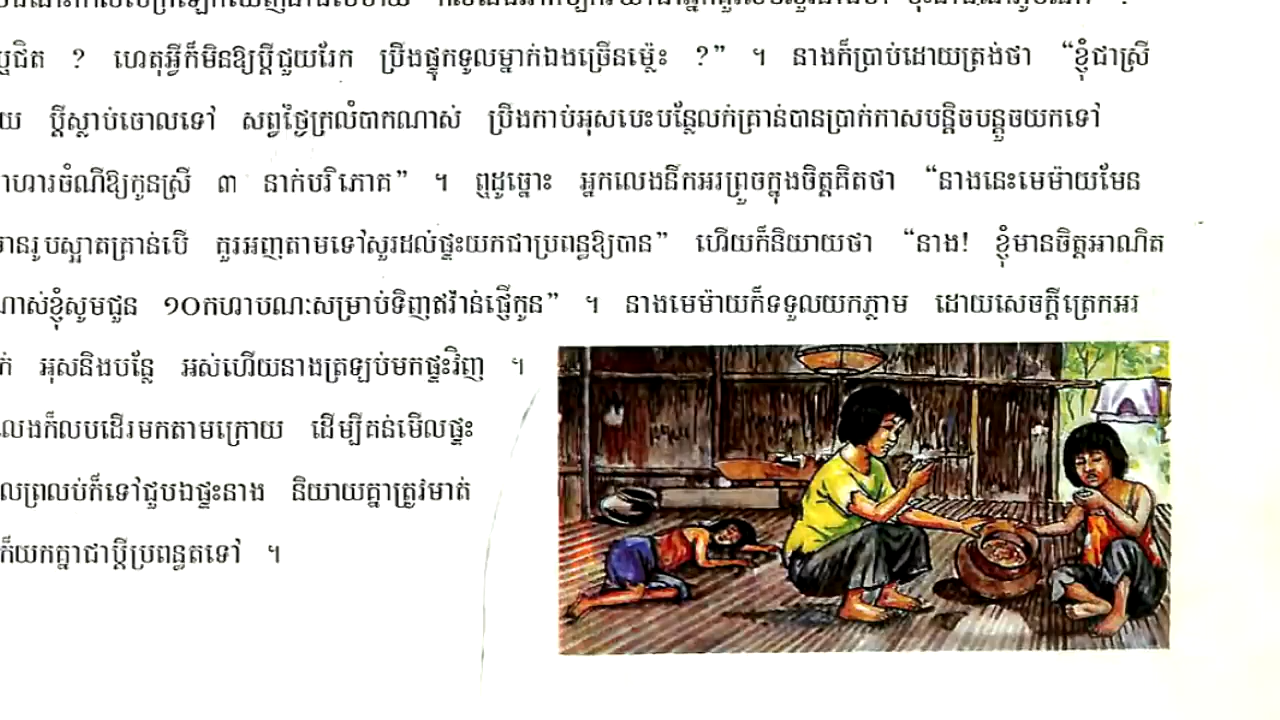 ឬជិត ? ហេតុអ្វីក៏មិនឱ្យប្ដីជួយរែក ប្រឹងផ្ទុកទូលម្នាក់ឯងច្រើនម៉្លេះ ?” ។ នាងក៏ប្រាប់ដោយត្រង់ថា “ខ្ញុំជាស្រី
យ ប្ដីស្លាប់ចោលទៅ សព្វថ្ងៃក្រលំបាកណាស់ ប្រឹងកាប់អុសបេះបន្លែលក់គ្រាន់បានប្រាក់កាសបន្តិចបន្តួចយកទៅ
ាហារចំណីឱ្យកូនស្រី ៣ នាក់បរិភោគ” ។ ឮដូច្នោះ អ្នកលេងនឹកអរព្រួចក្នុងចិត្តគិតថា “នាងនេះមេម៉ាយមែន
មានរូបស្អាតគ្រាន់បើ គួរអញតាមទៅសួរដល់ផ្ទះយកជាប្រពន្ធឱ្យបាន” ហើយក៏និយាយថា “នាង! ខ្ញុំមានចិត្តអាណិត
ណាស់ខ្ញុំសូមជូន ១០កហាបណៈសម្រាប់ទិញឥវ៉ាន់ផ្ញើកូន” ។ នាងមេម៉ាយក៏ទទួលយកភ្លាម ដោយសេចក្ដីត្រេកអរ
ក់ អុសនិងបន្លែ អស់ហើយនាងត្រឡប់មកផ្ទះវិញ ។
លេងក៏លបដើរមកតាមក្រោយ ដើម្បីគន់មើលផ្ទះ
លព្រលប់ក៏ទៅជួបឯផ្ទះនាង និយាយគ្នាត្រូវមាត់
ក៏យកគ្នាជាប្ដីប្រពន្ធតទៅ ។